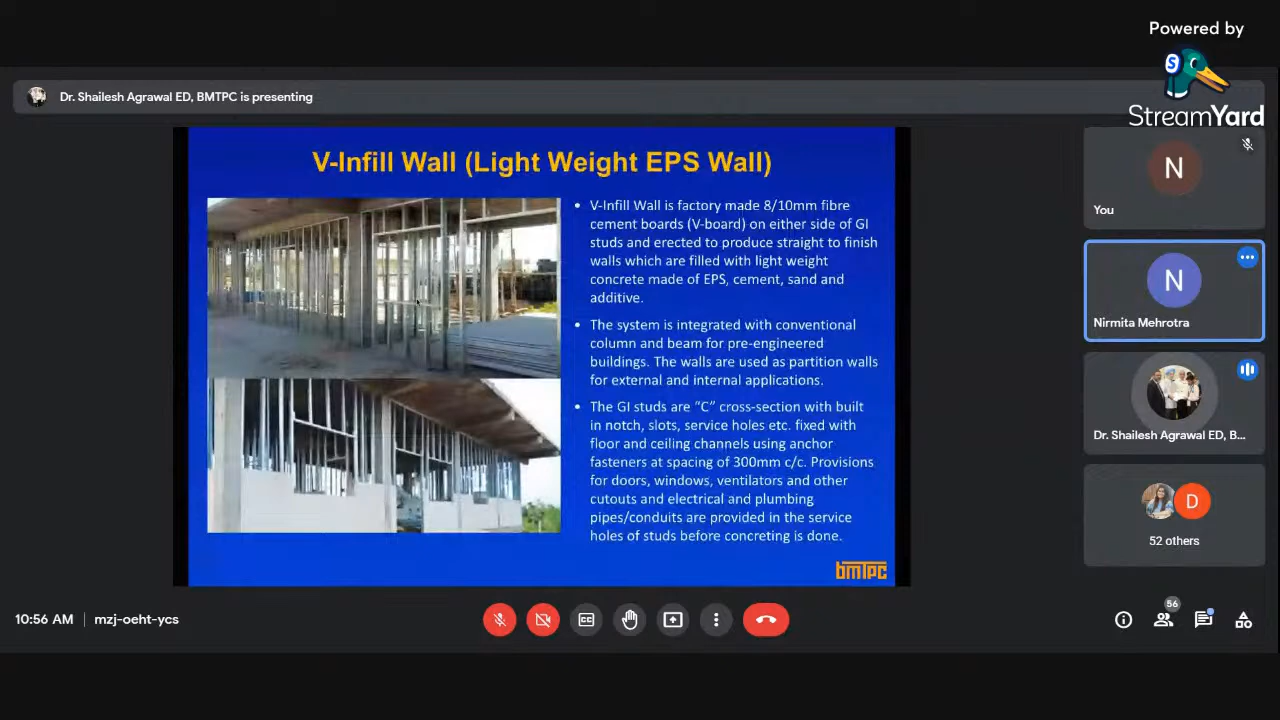 Powered by
S
StreamYard
Dr. Shailesh Agrawal ED, BMTPC is presenting
V-Infill Wall (Light Weight EPS Wall)
• V-Infill Wall is factory made 8/10mm fibre
cement boards (V-board) on either side of GI
studs and erected to produce straight to finish
walls which are filled with light weight
concrete made of EPS, cement, sand and
additive.
• The system is integrated with conventional
column and beam for pre-engineered
buildings. The walls are used as partition walls
for external and internal applications.
• The GI studs are “C” cross-section with built
in notch, slots, service holes etc. fixed with
floor and ceiling channels using anchor
fasteners at spacing of 300mm c/c. Provisions
for doors, windows, ventilators and other
cutouts and electrical and plumbing
pipes/conduits are provided in the service
holes of studs before concreting is done.
bmTPC
N
You
N
Nirmita Mehrotra
Dr. Shailesh Agrawal ED, B...
D
52 others
10:56 AM | mzj-oeht-ycs
CC
56